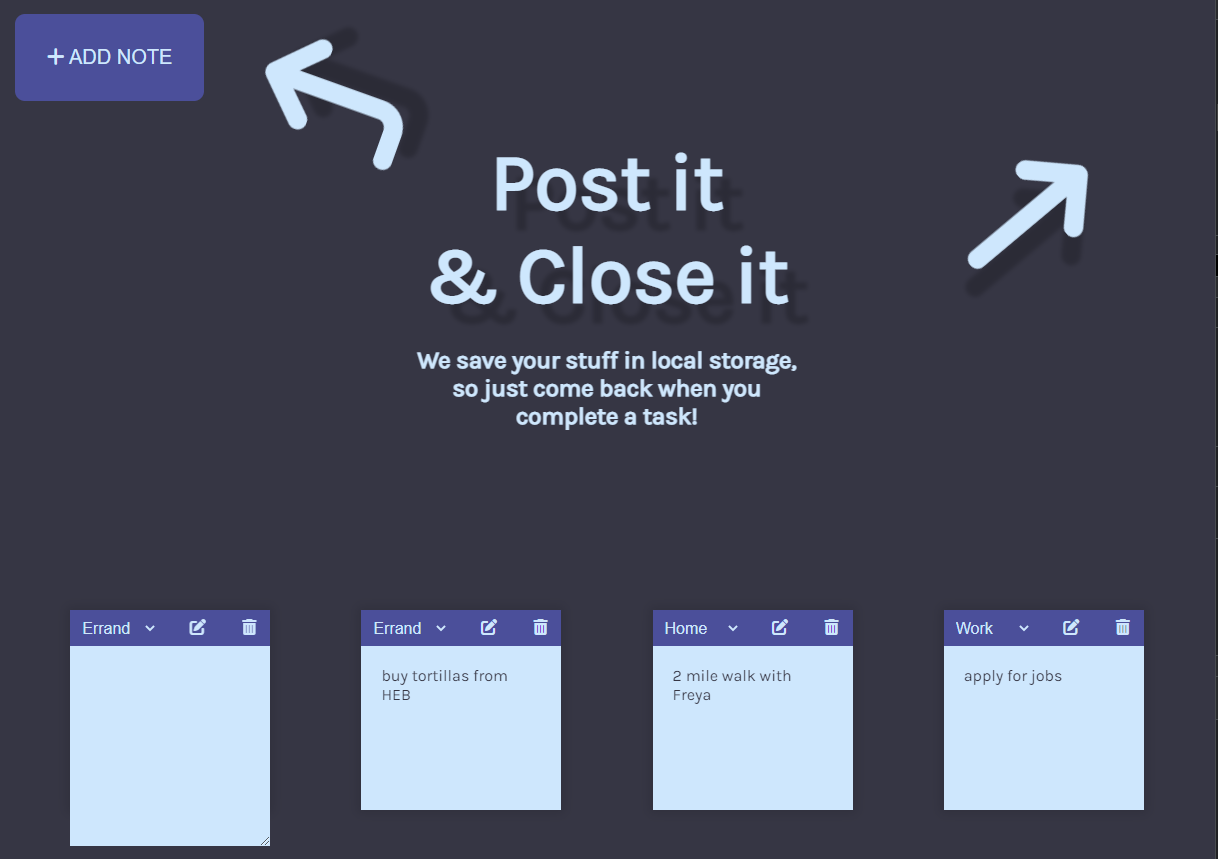 ADD NOTE
Post it
& Close it
We save your stuff in local storage,
so just come back when you
complete a task!
Errand
Errand
buy tortillas from
HEB
Home
2 mile walk with
Freya
Work
apply for jobs